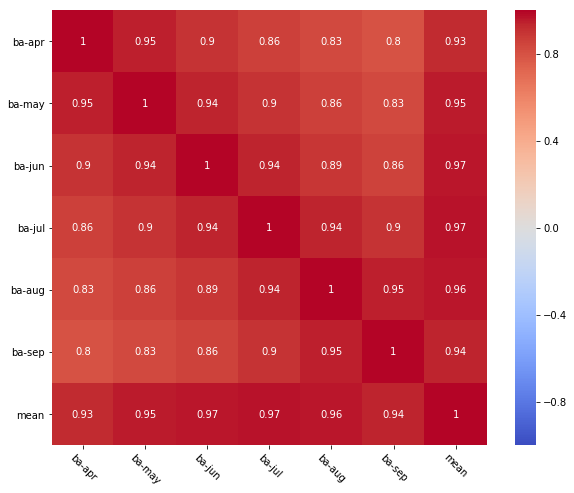 ba-apr 1 0.95 0.9 0.86 0.83 0.8 0.93
ba-may 0.95 1 0.94 0.9 0.86 0.83 0.95
ba-jun 0.9 0.94 1 0.94 0.89 0.86 0.97
ba-jul 0.86 0.9 0.94 1 0.94 0.9 0.97
ba-aug 0.83 0.86 0.89 0.94 1 0.95 0.96
ba-sep 0.8 0.83 0.86 0.9 0.95 1 0.94
mean 0.93 0.95 0.97 0.97 0.96 0.94 1
ba-apr ba-may ba-jun ba-jul ba-aug ba-sep mean
0.8
0.4
0.0
−0.4
−0.8